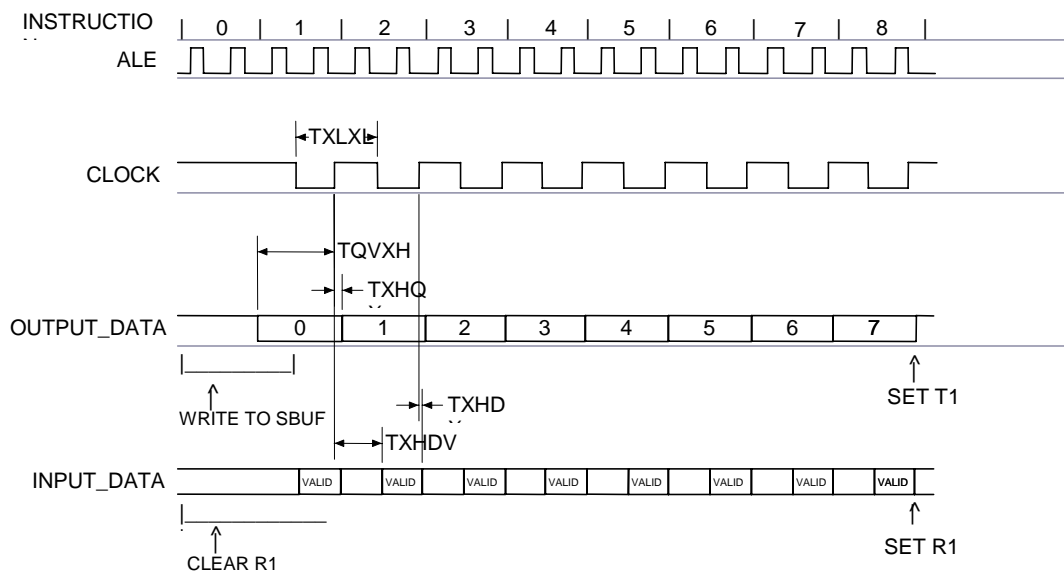 INSTRUCTIO
0 1 2 3 4 5 6 7 8
ALE
TXLXL
CLOCK
TQVXH
TXHQ
OUTPUT_DATA 0 1 2 3 4 5 6 7
WRITE TO SBUF
SET T1
TXHD
TXHDV
INPUT_DATA VALID VALID VALID VALID VALID VALID VALID VALID
CLEAR R1
SET R1